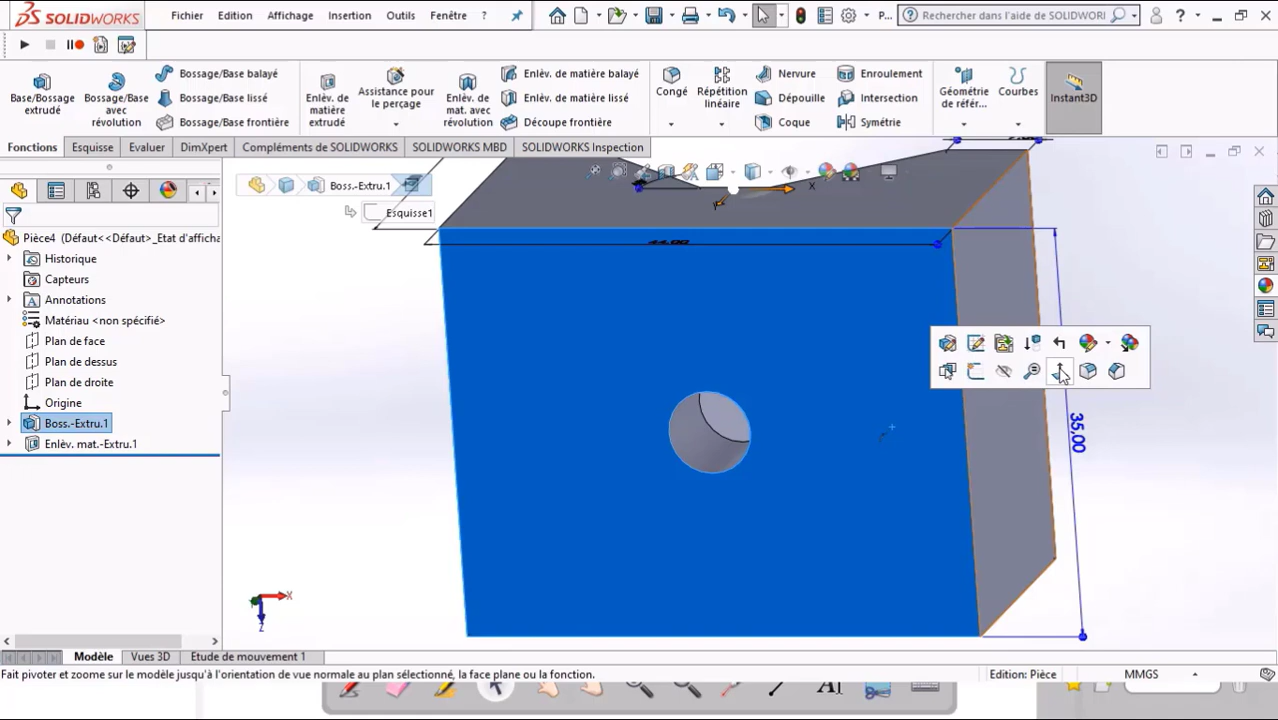 SOLIDWORKS
Fichier Edition Affichage Insertion Outils Fenêtre ? P... Rechercher dans l'aide de SOLIDWORI ?
Base/Bossage extrudé
Bossage/Base avec révolution
Bossage/Base balayé
Bossage/Base lissé
Bossage/Base frontière
Enlèv. de matière extrudé
Assistance pour le perçage
Enlèv. de mat. avec révolution
Enlèv. de matière balayé
Enlèv. de matière lissé
Découpe frontière
Congé
Répétition linéaire
Nervure
Dépouille
Coque
Enroulement
Intersection
Symétrie
Géométrie de référ...
Courbes
Instant3D
Fonctions Esquisse Evaluer DimXpert Compléments de SOLIDWORKS SOLIDWORKS MBD SOLIDWORKS Inspection
Boss.-Extru.1
Esquisse1
Pièce4 (Défaut<<Défaut>_Etat d'afficha
Historique
Capteurs
Annotations
Matériau <non spécifié>
Plan de face
Plan de dessus
Plan de droite
Origine
Boss.-Extru.1
Enlèv. mat.-Extru.1
X
44,00
35,00
X
Z
Modèle Vues 3D Etude de mouvement 1
Fait pivoter et zoome sur le modèle jusqu'à l'orientation de vue normale au plan sélectionné, la face plane ou la fonction. Edition: Pièce MMGS